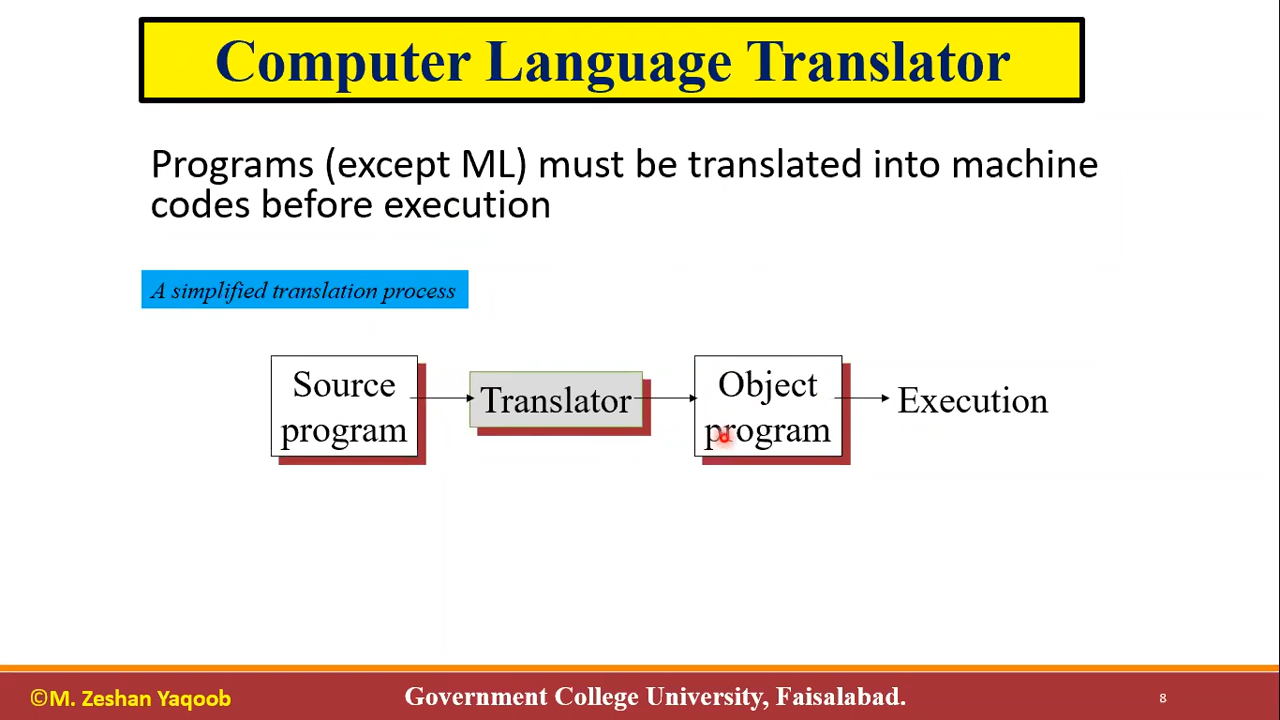 Computer Language Translator
Programs (except ML) must be translated into machine
codes before execution
A simplified translation process
Source
program
Translator
Object
program
Execution
©M. Zeshan Yaqoob
Government College University, Faisalabad.
8